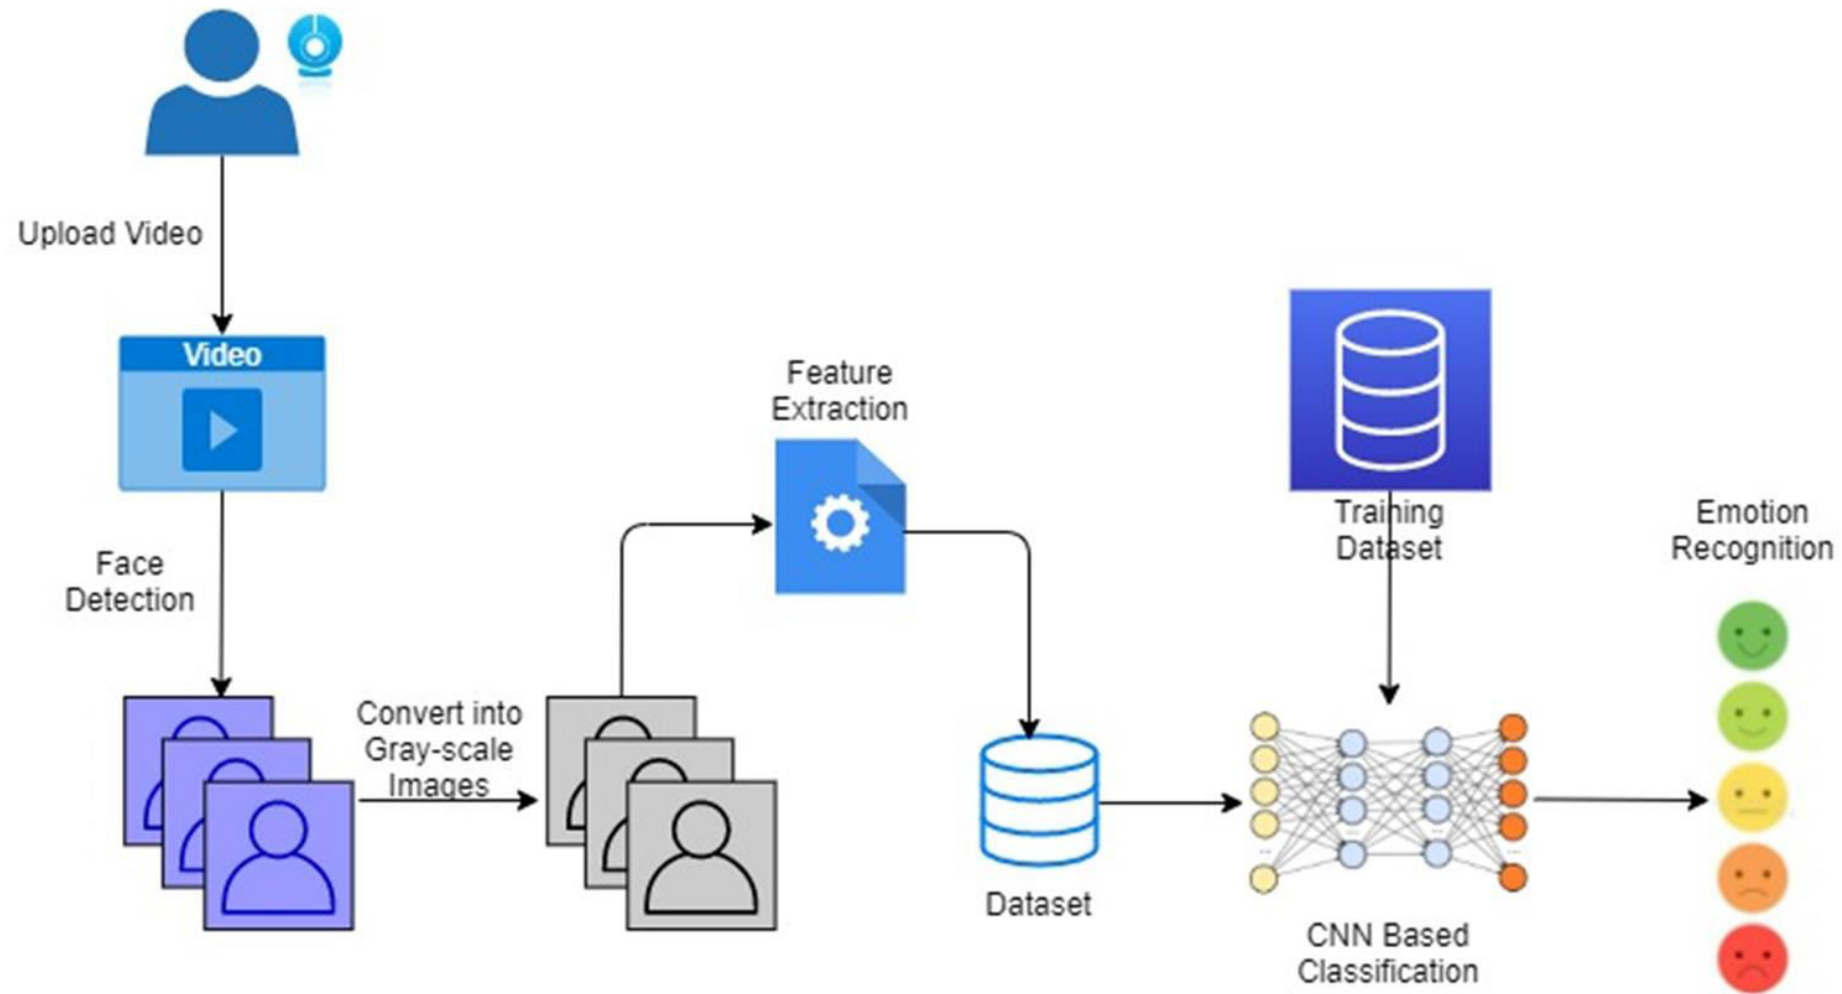 Upload Video
Video
Face
Detection
Convert into
Gray-scale
Images
Feature
Extraction
Dataset
Training
Dataset
CNN Based
Classification
Emotion
Recognition